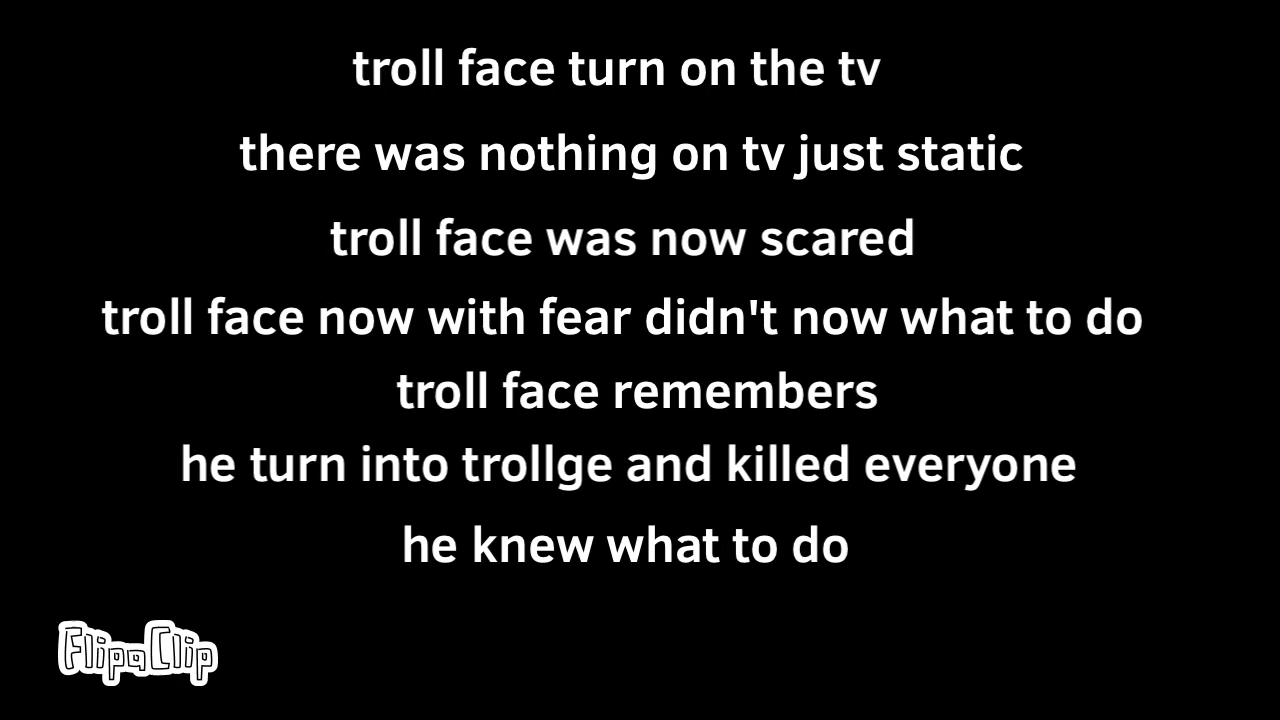 troll face turn on the tv
there was nothing on tv just static
troll face was now scared
troll face now with fear didn't now what to do
troll face remembers
he turn into trollge and killed everyone
he knew what to do
FlipaClip